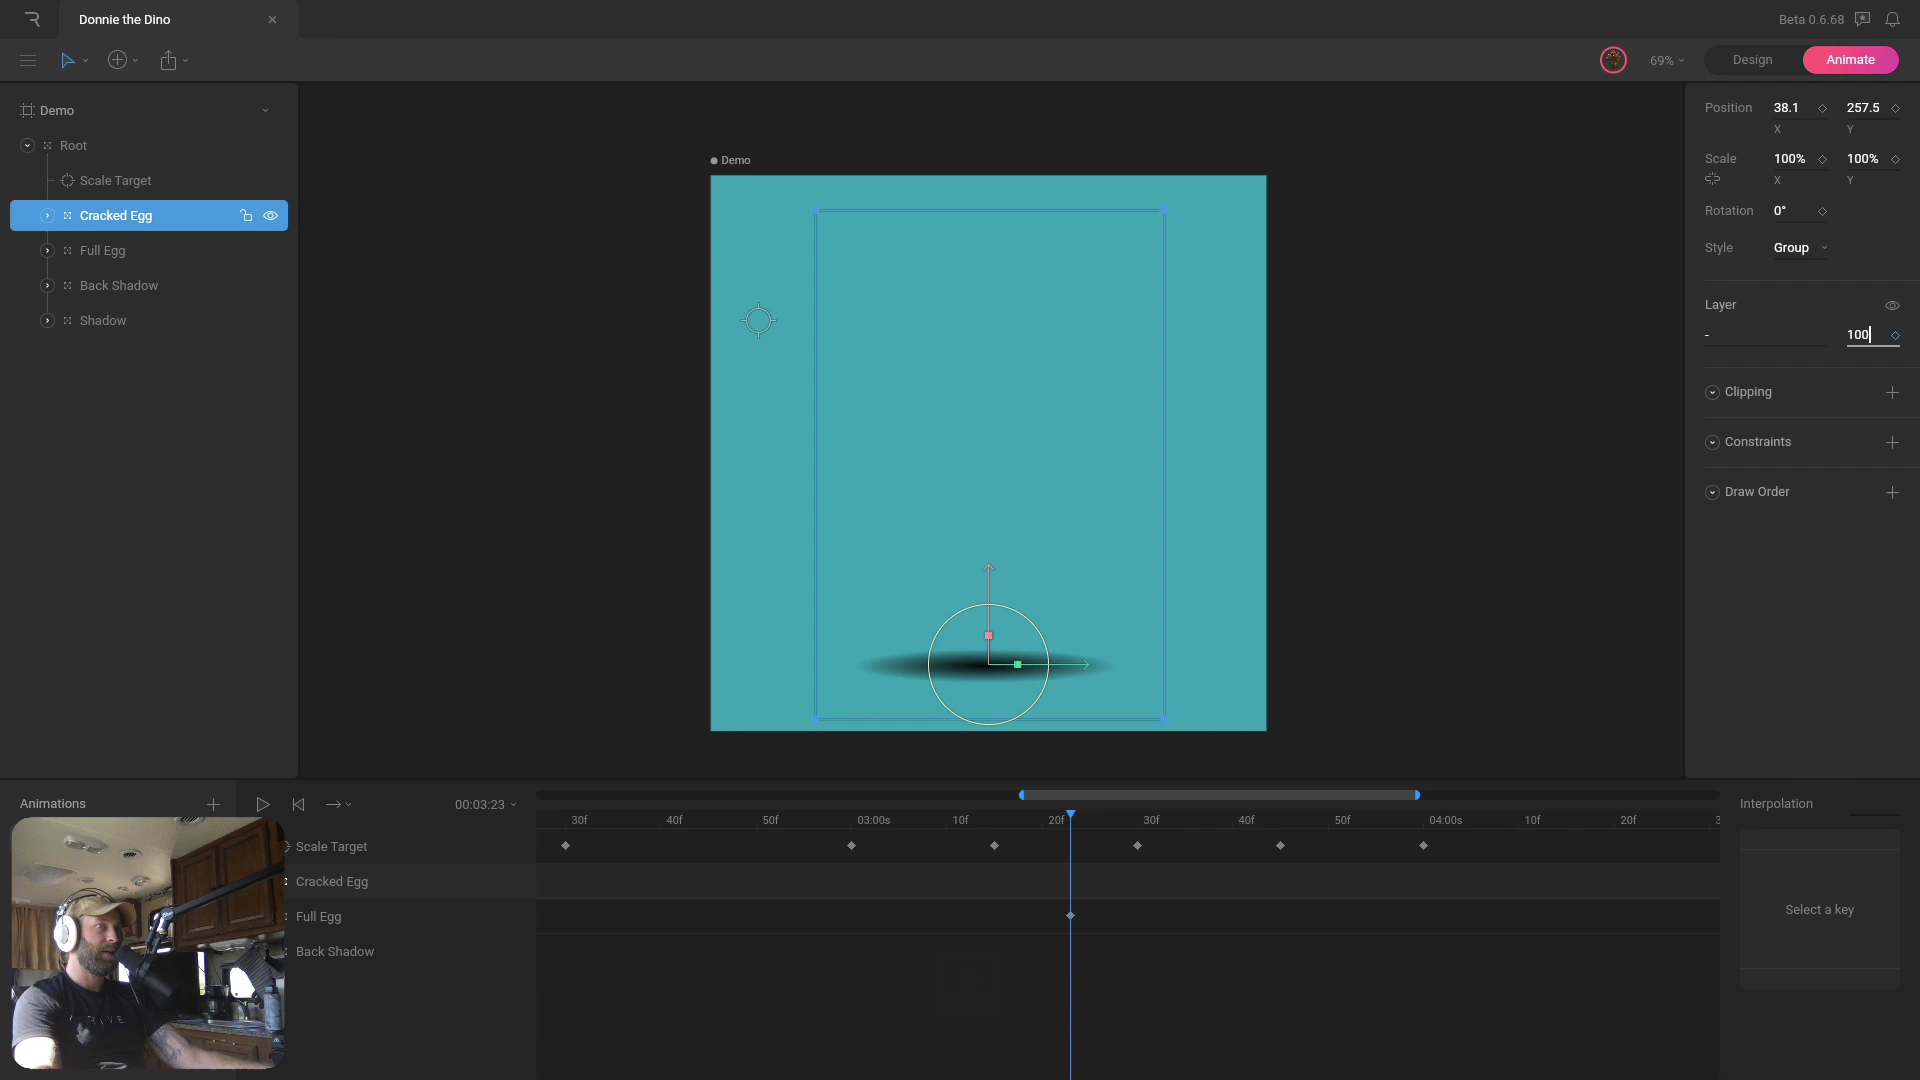 Donnie the Dino
Beta 0.6.68
69%
Design
Animate
Demo
Root
Scale Target
Cracked Egg
Full Egg
Back Shadow
Shadow
Demo
Position 38.1 257.5
X Y
Scale 100% 100%
X Y
Rotation 0°
Style Group
Layer
- 100
Clipping
Constraints
Draw Order
Animations
00:03:23
30f 40f 50f 03:00s 10f 20f 30f 40f 50f 04:00s 10f 20f 3
Scale Target
Cracked Egg
Full Egg
Back Shadow
Interpolation
Select a key